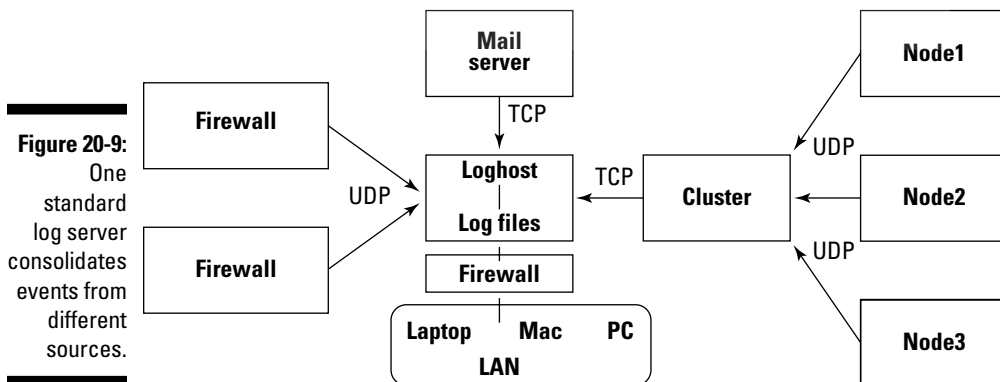 Figure 20-9:
One
standard
log server
consolidates
events from
different
sources.
Mail
server
TCP
Firewall
Firewall
UDP
Loghost
Log files
TCP
Cluster
UDP
UDP
Node1
Node2
Node3
Firewall
Laptop Mac PC
LAN